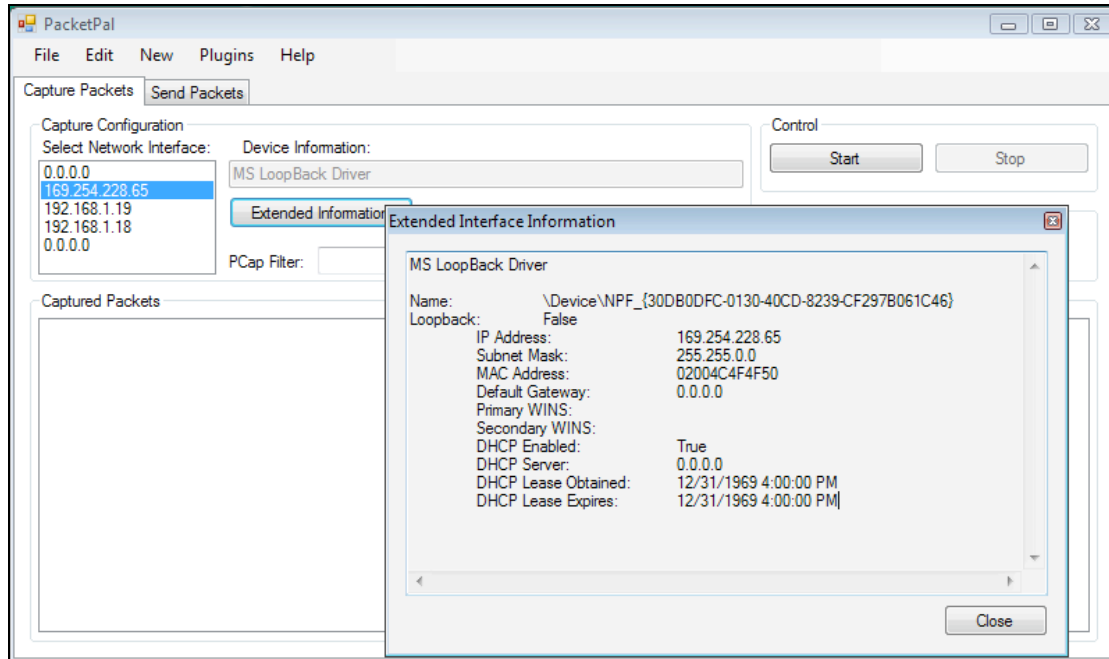 PacketPal
File Edit New Plugins Help
Capture Packets Send Packets
Capture Configuration
Select Network Interface: Device Information:
0.0.0.0
169.254.228.65
192.168.1.19
192.168.1.18
0.0.0.0
MS LoopBack Driver
Extended Information
PCap Filter:
Control
Start Stop
Captured Packets
Extended Interface Information
MS LoopBack Driver
Name: \Device\NPF_{30DB0DFC-0130-40CD-8239-CF297B061C46}
Loopback: False
IP Address: 169.254.228.65
Subnet Mask: 255.255.0.0
MAC Address: 02004C4F4F50
Default Gateway: 0.0.0.0
Primary WINS:
Secondary WINS:
DHCP Enabled: True
DHCP Server: 0.0.0.0
DHCP Lease Obtained: 12/31/1969 4:00:00 PM
DHCP Lease Expires: 12/31/1969 4:00:00 PM
Close